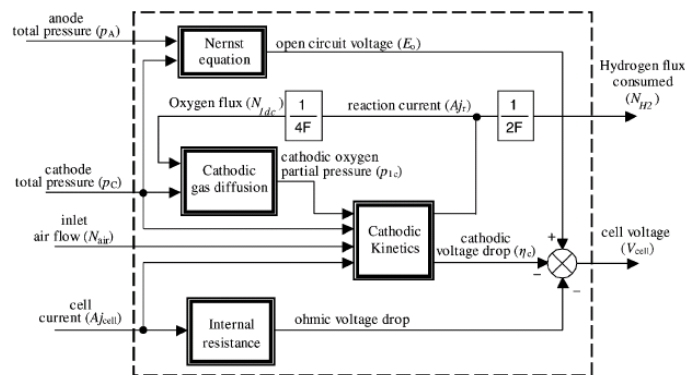 anode
total pressure (pA)
Nernst
equation
open circuit voltage (Eo)
Hydrogen flux
consumed
(NH2)
Oxygen flux (N1dc)
1
4F
reaction current (Ajr)
1
2F
cathode
total pressure (pC)
Cathodic
gas diffusion
cathodic oxygen
partial pressure (p1c)
inlet
air flow (Nair)
Cathodic
Kinetics
cathodic
voltage drop (ηc)
+
−
−
cell voltage
(Vcell)
cell
current (Ajcell)
Internal
resistance
ohmic voltage drop